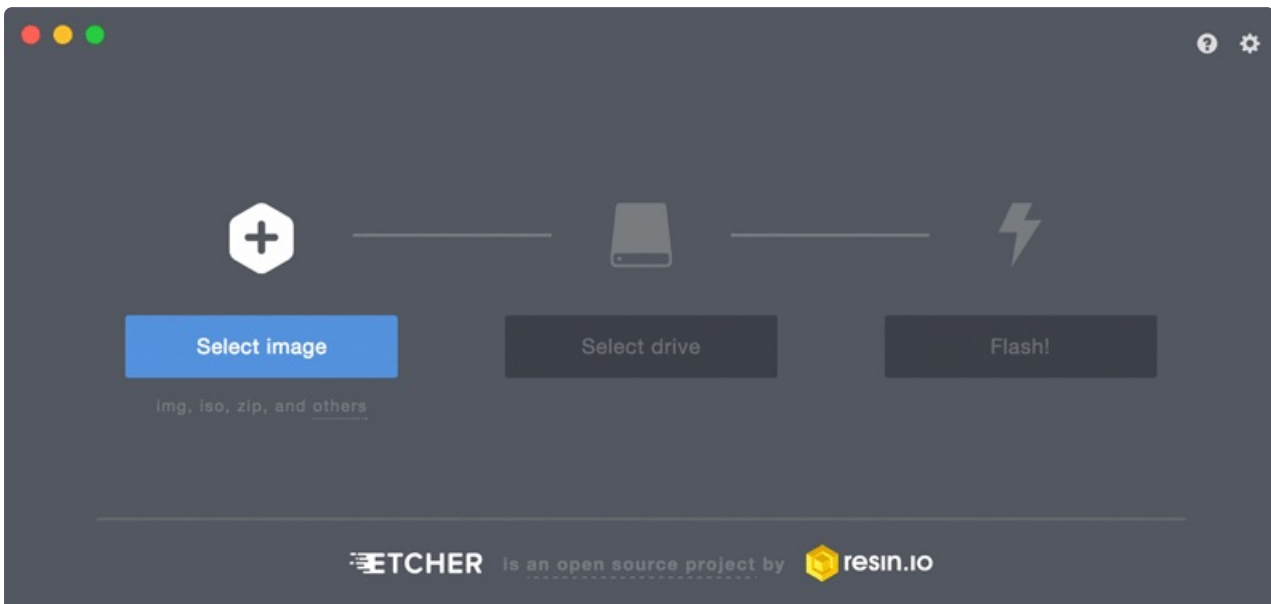 Select image
Select drive
Flash!
img, iso, zip, and others
ETCHER is an open source project by resin.io